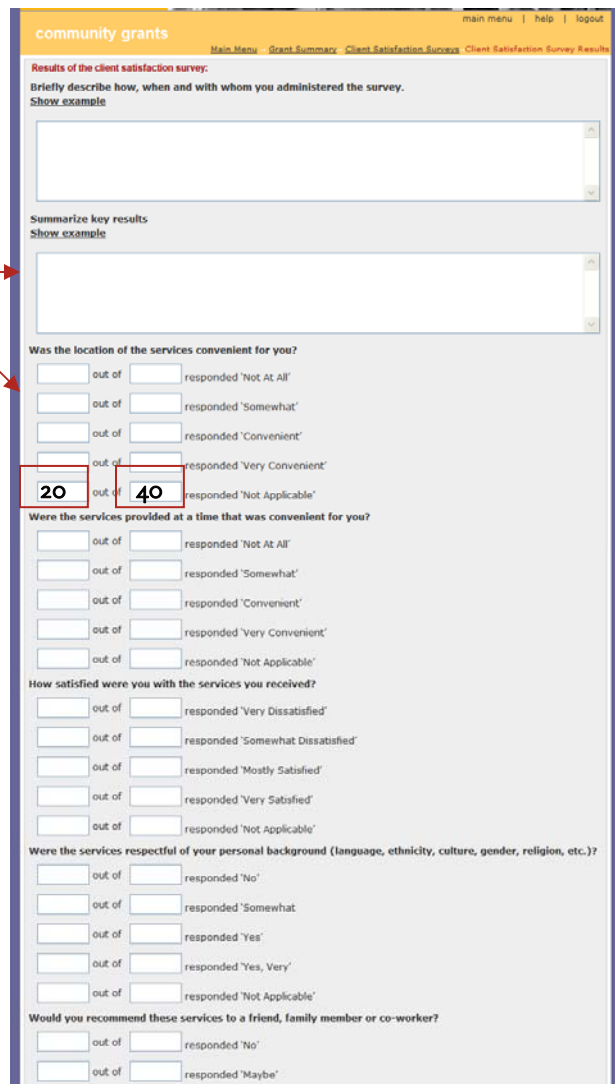 main menu | help | logout
community grants
Main Menu Grant Summary Client Satisfaction Surveys Client Satisfaction Survey Results
Results of the client satisfaction survey:
Briefly describe how, when and with whom you administered the survey.
Show example
Summarize key results
Show example
Was the location of the services convenient for you?
out of responded 'Not At All'
out of responded 'Somewhat'
out of responded 'Convenient'
out of responded 'Very Convenient'
20 out of 40 responded 'Not Applicable'
Were the services provided at a time that was convenient for you?
out of responded 'Not At All'
out of responded 'Somewhat'
out of responded 'Convenient'
out of responded 'Very Convenient'
out of responded 'Not Applicable'
How satisfied were you with the services you received?
out of responded 'Very Dissatisfied'
out of responded 'Somewhat Dissatisfied'
out of responded 'Mostly Satisfied'
out of responded 'Very Satisfied'
out of responded 'Not Applicable'
Were the services respectful of your personal background (language, ethnicity, culture, gender, religion, etc.)?
out of responded 'No'
out of responded 'Somewhat
out of responded 'Yes'
out of responded 'Yes, Very'
out of responded 'Not Applicable'
Would you recommend these services to a friend, family member or co-worker?
out of responded 'No'
out of responded 'Maybe'